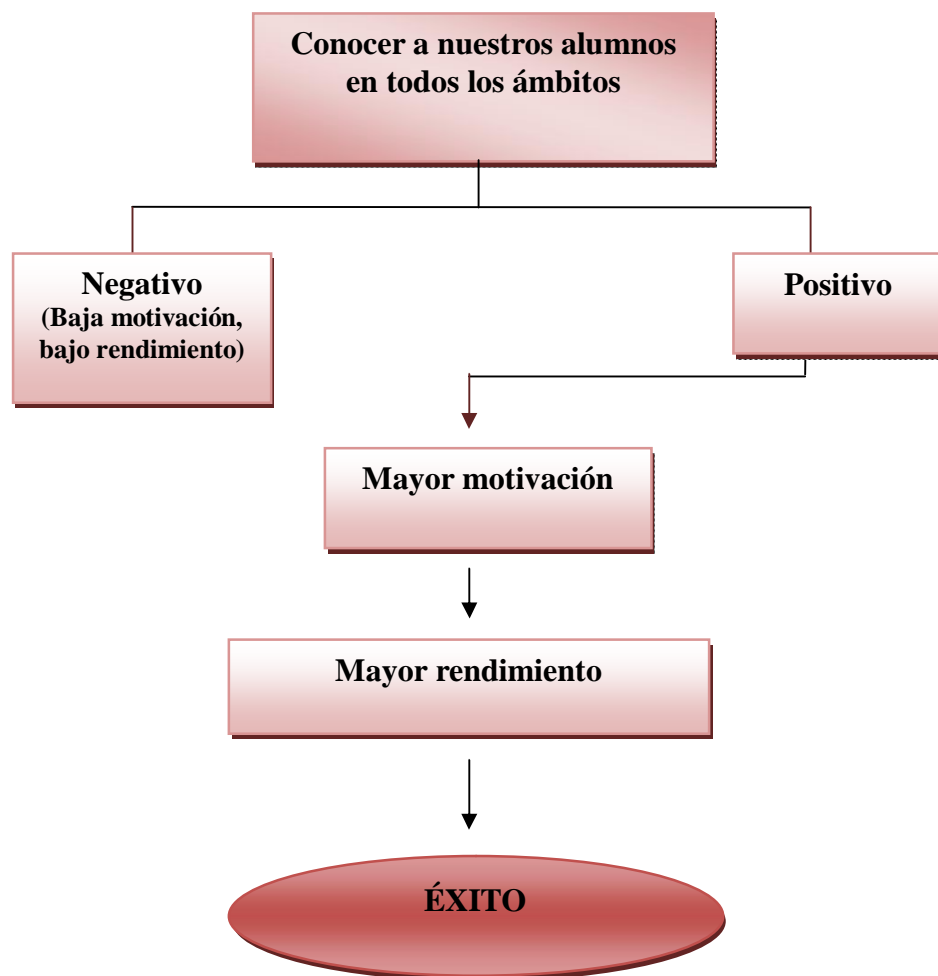 Conocer a nuestros alumnos
en todos los ámbitos
Negativo
(Baja motivación,
bajo rendimiento)
Positivo
Mayor motivación
Mayor rendimiento
ÉXITO